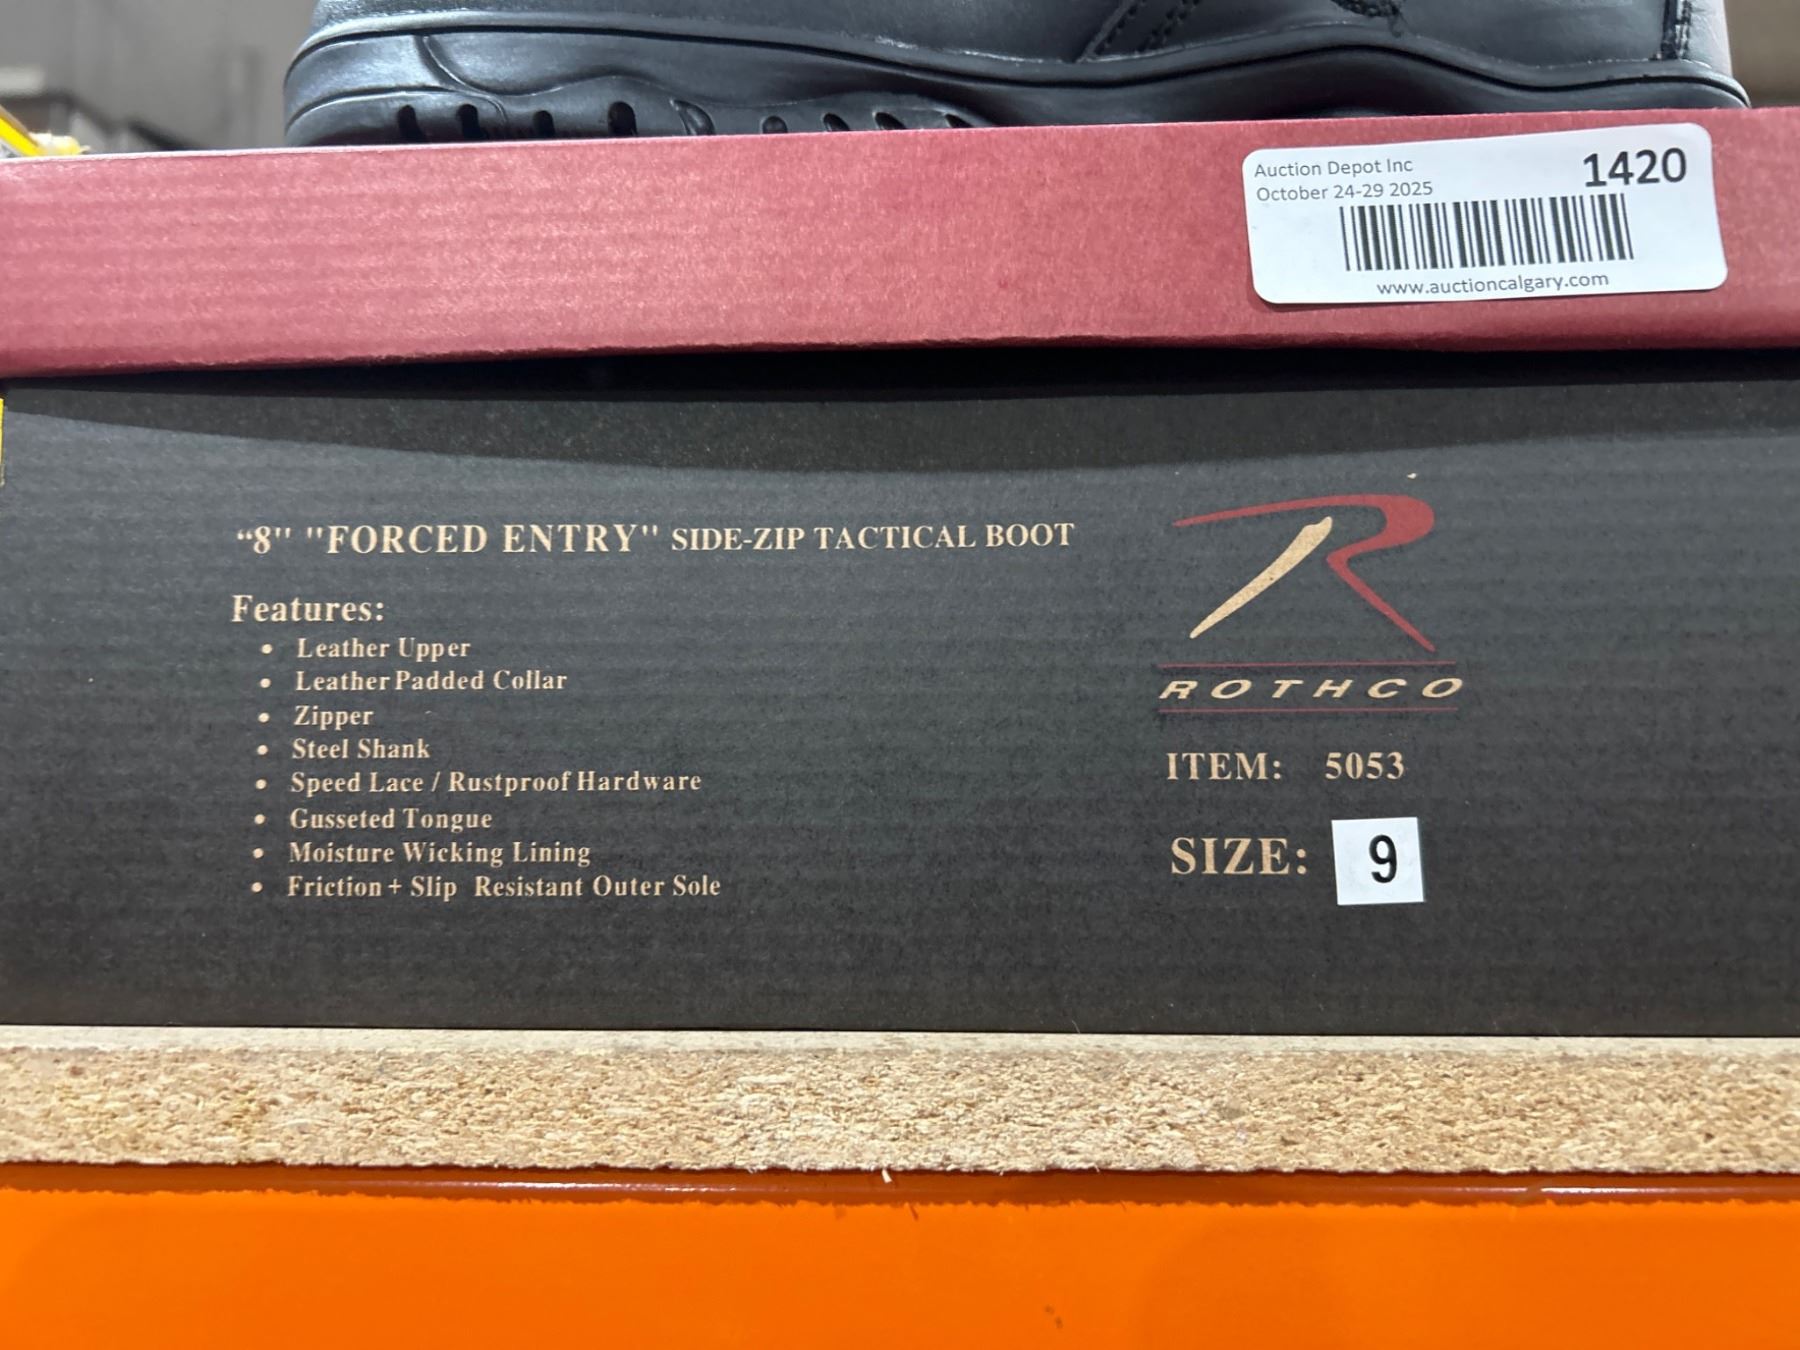 Auction Depot Inc
October 24-29 2025
1420
www.auctioncalgary.com
“8" "FORCED ENTRY" SIDE-ZIP TACTICAL BOOT
Features:
• Leather Upper
• Leather Padded Collar
• Zipper
• Steel Shank
• Speed Lace / Rustproof Hardware
• Gusseted Tongue
• Moisture Wicking Lining
• Friction + Slip Resistant Outer Sole
R
ROTHCO
ITEM: 5053
SIZE: 9